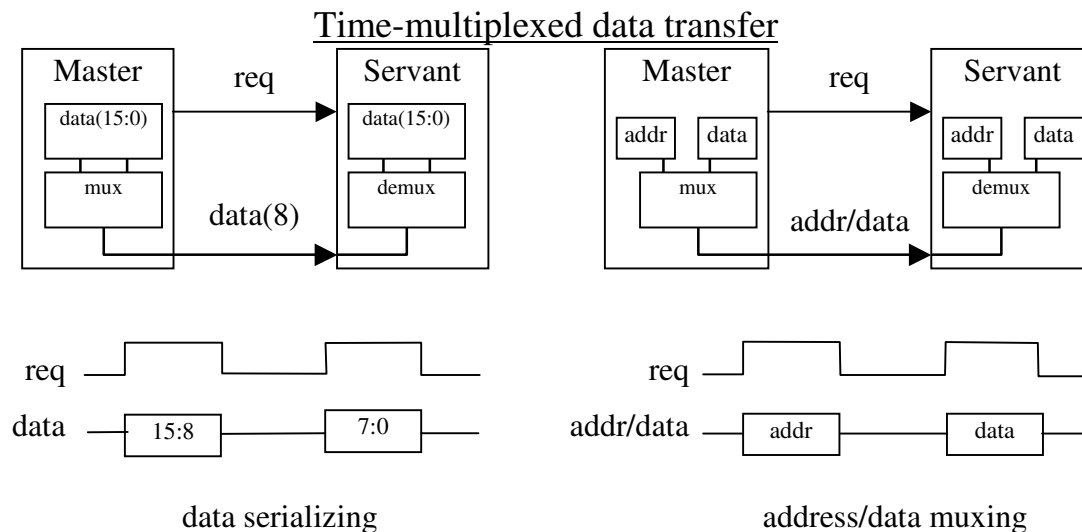 Time-multiplexed data transfer
Master
req
Servant
data(15:0)
data(15:0)
mux
demux
data(8)
Master
req
Servant
addr
data
addr
data
mux
demux
addr/data
req
data
15:8
7:0
data serializing
req
addr/data
addr
data
address/data muxing